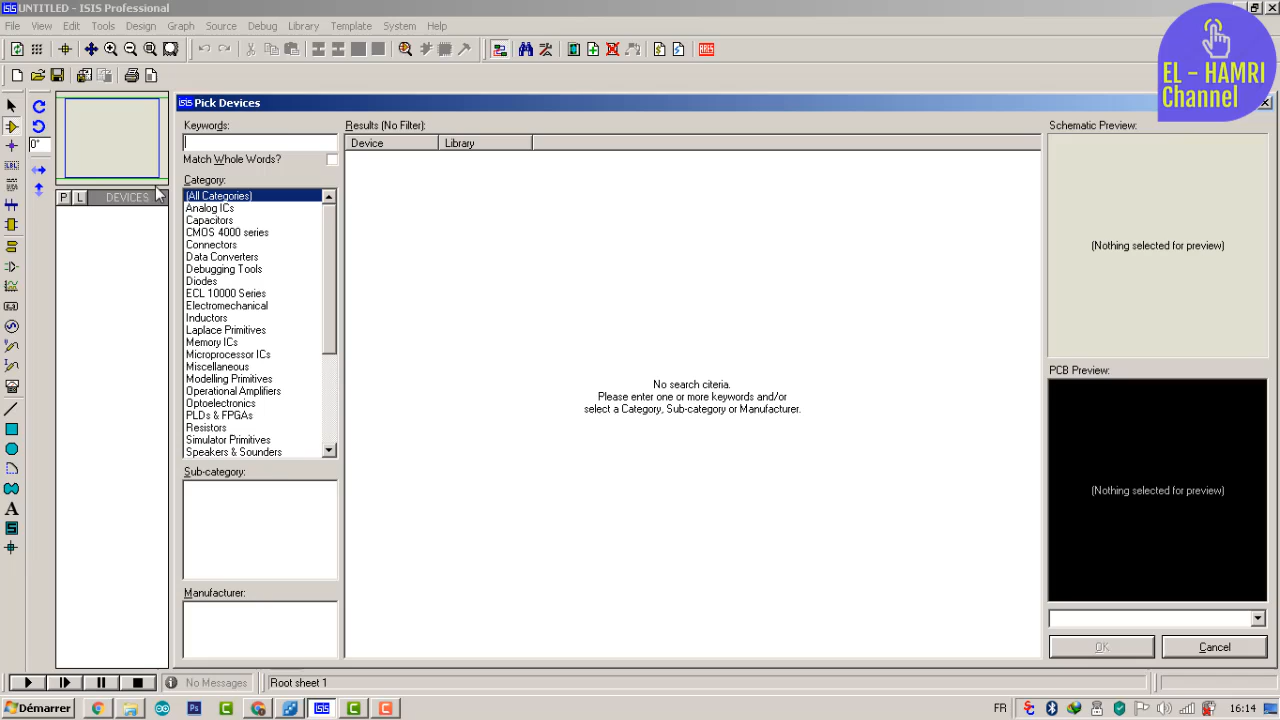 UNTITLED - ISIS Professional
File View Edit Tools Design Graph Source Debug Library Template System Help
EL - HAMRI
Channel
Pick Devices
Keywords:
Results (No Filter):
Schematic Preview:
0°
Device Library
Match Whole Words?
Category:
P L DEVICES
(All Categories)
Analog ICs
Capacitors
CMOS 4000 series
Connectors
Data Converters
Debugging Tools
Diodes
ECL 10000 Series
Electromechanical
Inductors
Laplace Primitives
Memory ICs
Microprocessor ICs
Miscellaneous
Modelling Primitives
Operational Amplifiers
Optoelectronics
PLDs & FPGAs
Resistors
Simulator Primitives
Speakers & Sounders
(Nothing selected for preview)
PCB Preview:
No search citeria.
Please enter one or more keywords and/or
select a Category, Sub-category or Manufacturer.
(Nothing selected for preview)
Sub-category:
Manufacturer:
OK Cancel
No Messages Root sheet 1
Démarrer
FR 16:14